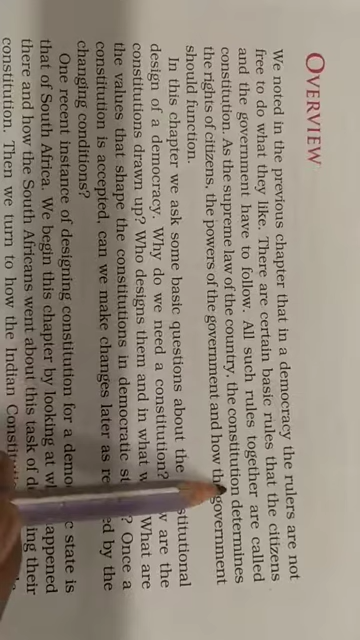 OVERVIEW
We noted in the previous chapter that in a democracy the rulers are not
free to do what they like. There are certain basic rules that the citizens
and the government have to follow. All such rules together are called
constitution. As the supreme law of the country, the constitution determines
the rights of citizens, the powers of the government and how the government
should function.
In this chapter we ask some basic questions about the
design of a democracy. Why do we need a constitution? are the
constitutions drawn up? Who designs them and in what What are
the values that shape the constitutions in democratic Once a
constitution is accepted, can we make changes later as by the
changing conditions?
One recent instance of designing constitution for a state is
that of South Africa. We begin this chapter by looking at
there and how the South Africans went about this task of their
constitution. Then we turn to how the Indian